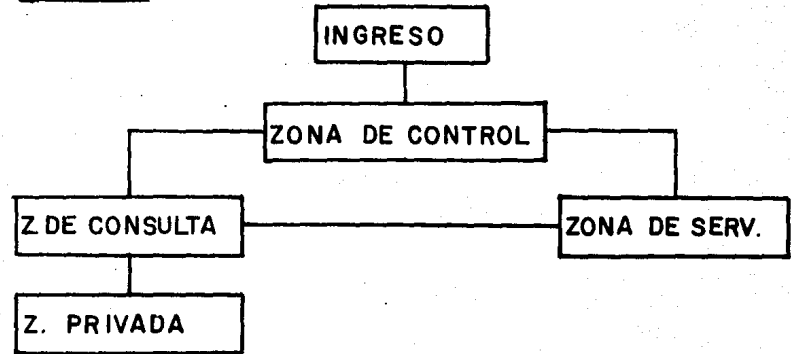 INGRESO
ZONA DE CONTROL
Z. DE CONSULTA
ZONA DE SERV.
Z. PRIVADA